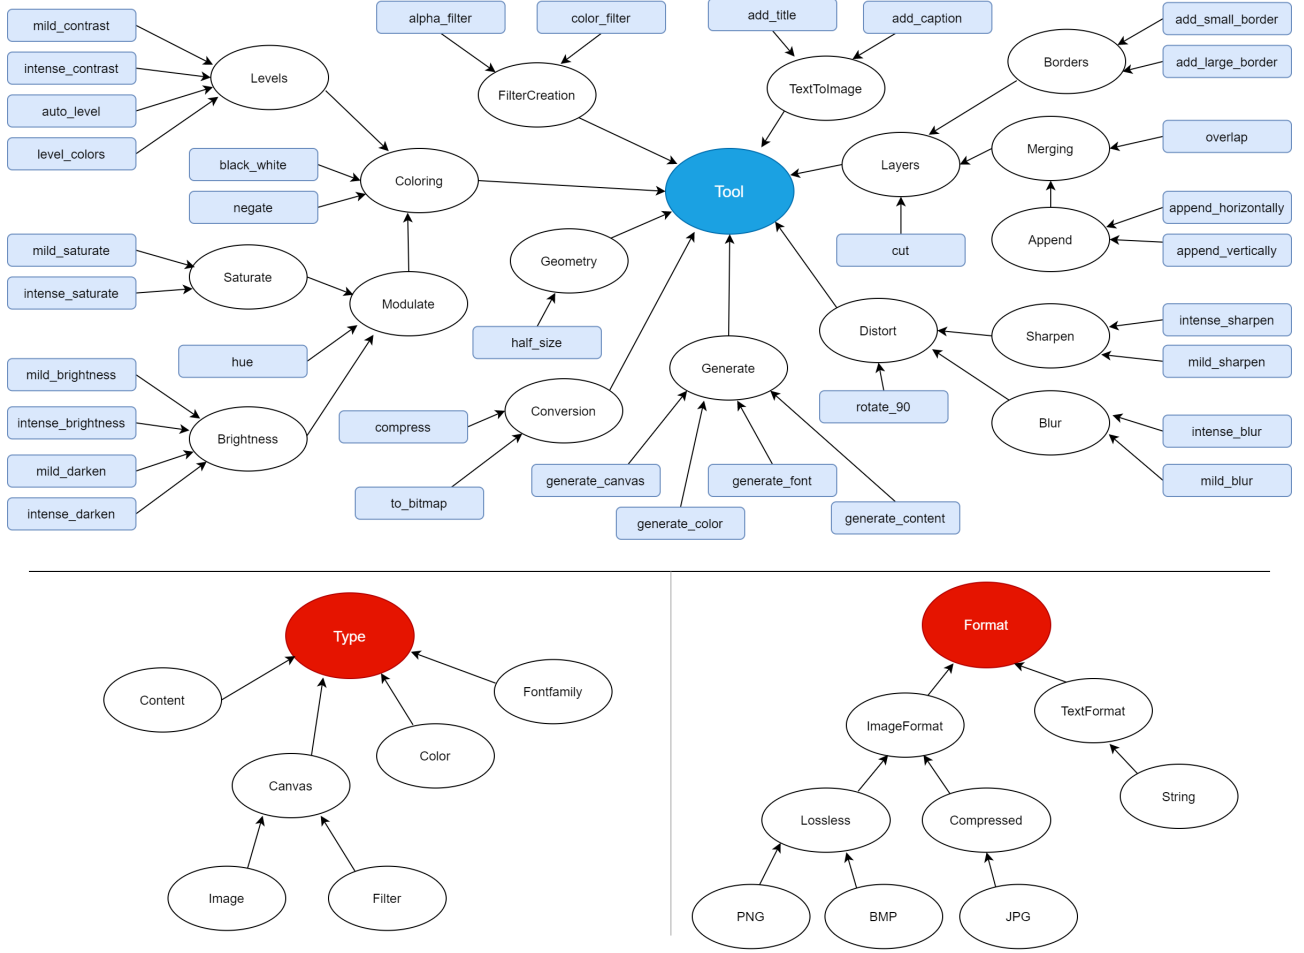 mild_contrast
intense_contrast
auto_level
level_colors
Levels
alpha_filter
color_filter
FilterCreation
add_title
add_caption
TextToImage
Borders
add_small_border
add_large_border
black_white
negate
Coloring
Tool
Layers
Merging
overlap
cut
Append
append_horizontally
append_vertically
mild_saturate
intense_saturate
Saturate
Modulate
hue
Geometry
half_size
Distort
rotate_90
Sharpen
intense_sharpen
mild_sharpen
Blur
intense_blur
mild_blur
mild_brightness
intense_brightness
mild_darken
intense_darken
Brightness
Conversion
compress
to_bitmap
Generate
generate_canvas
generate_color
generate_font
generate_content
Type
Content
Fontfamily
Color
Canvas
Image
Filter
Format
ImageFormat
TextFormat
String
Lossless
Compressed
PNG
BMP
JPG